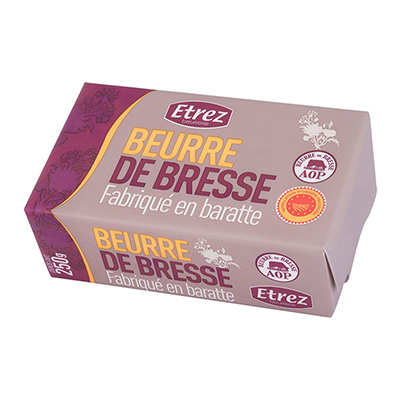 Etrez
beurrerie
BEURRE
DE BRESSE
Fabriqué en baratte
BEURRE DE BRESSE
AOP
BEURRE
DE BRESSE
Fabriqué en baratte
BEURRE DE BRESSE
AOP
Etrez
250g